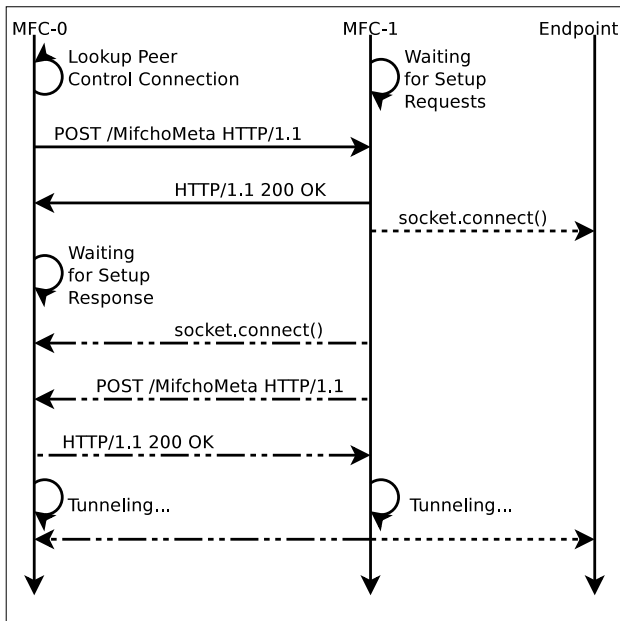 MFC-0
MFC-1
Endpoint
Lookup Peer
Control Connection
Waiting
for Setup
Requests
POST /MifchoMeta HTTP/1.1
HTTP/1.1 200 OK
socket.connect()
Waiting
for Setup
Response
socket.connect()
POST /MifchoMeta HTTP/1.1
HTTP/1.1 200 OK
Tunneling...
Tunneling...